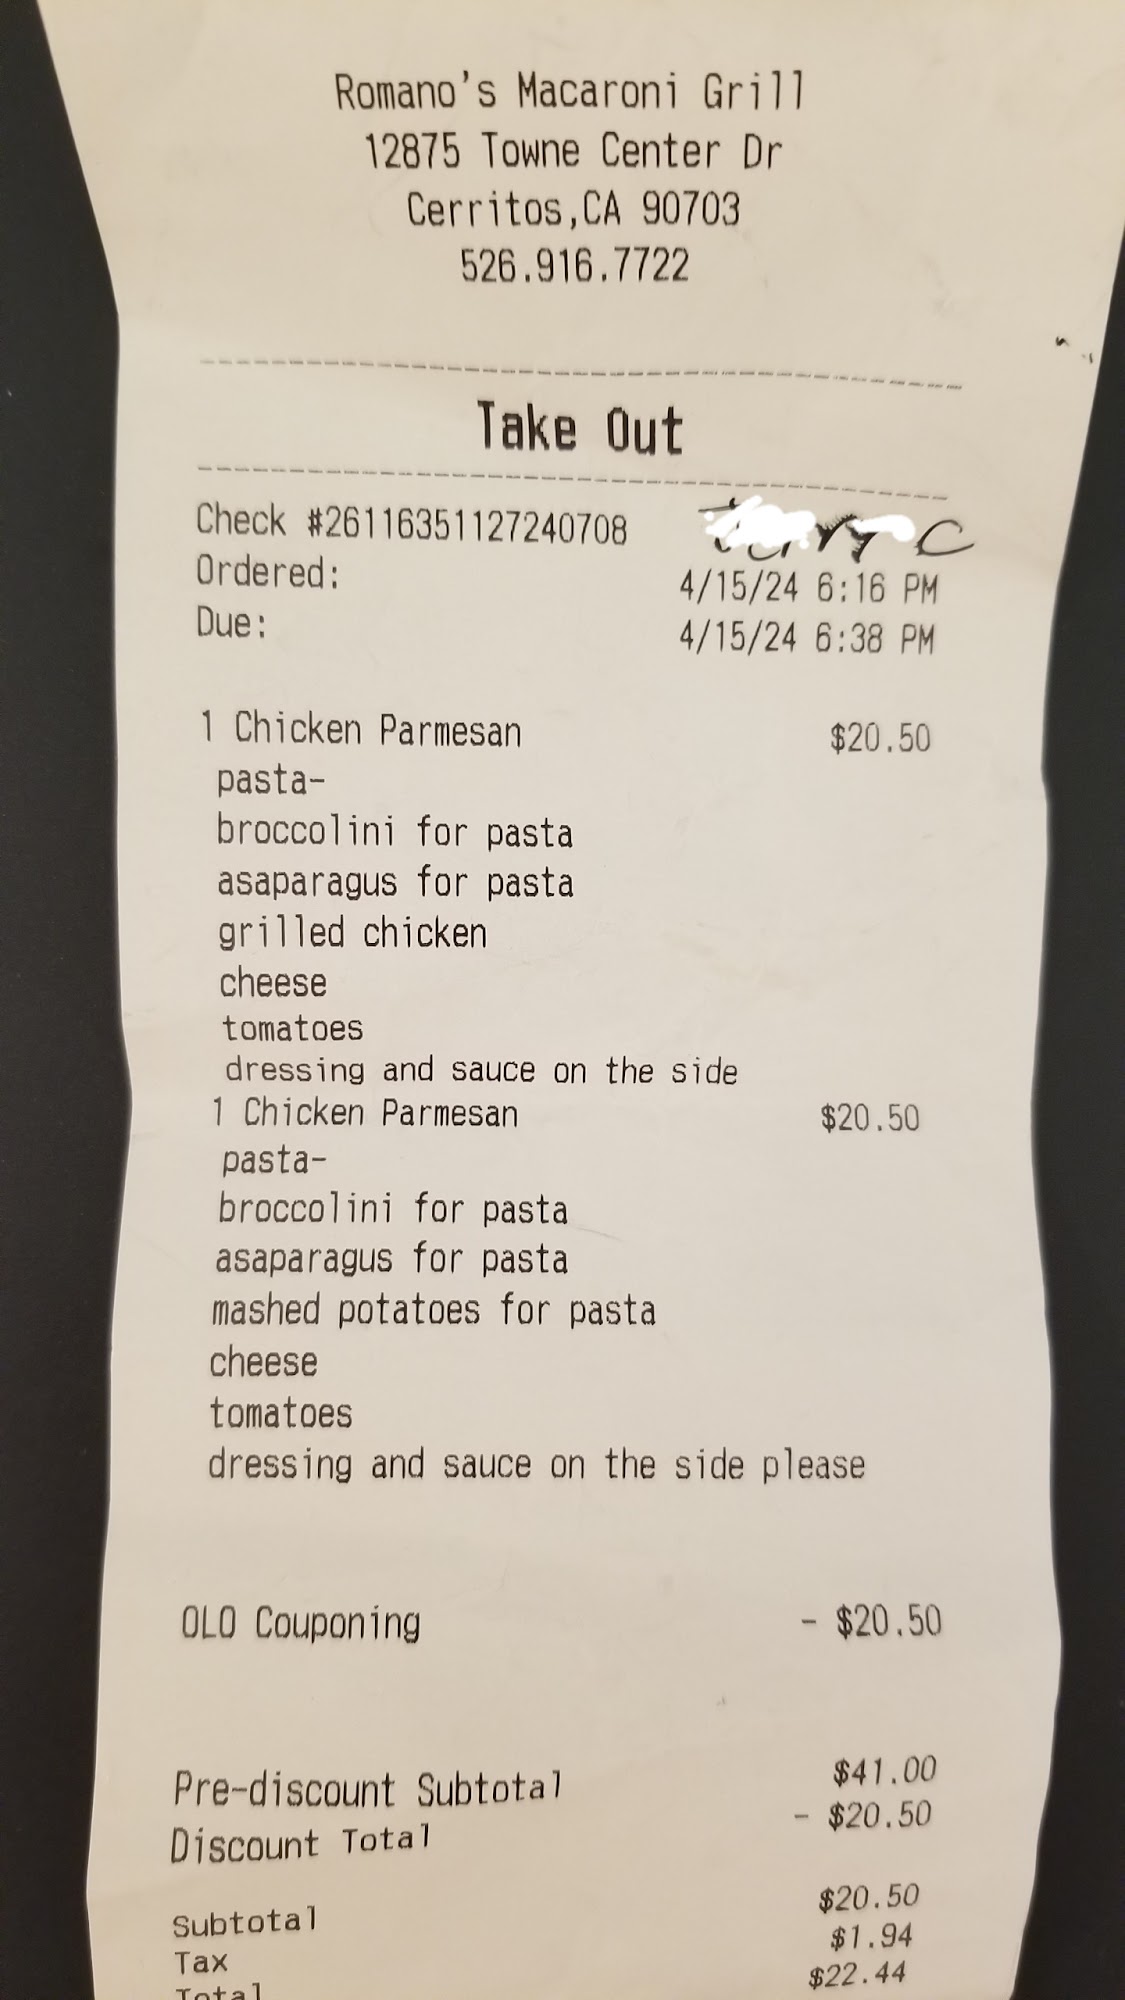 Romano's Macaroni Grill
12875 Towne Center Dr
Cerritos,CA 90703
526.916.7722
Take Out
Check #26116351127240708 C
Ordered: 4/15/24 6:16 PM
Due: 4/15/24 6:38 PM
1 Chicken Parmesan $20.50
pasta-
broccolini for pasta
asaparagus for pasta
grilled chicken
cheese
tomatoes
dressing and sauce on the side
1 Chicken Parmesan $20.50
pasta-
broccolini for pasta
asaparagus for pasta
mashed potatoes for pasta
cheese
tomatoes
dressing and sauce on the side please
OLO Couponing - $20.50
Pre-discount Subtotal $41.00
Discount Total - $20.50
Subtotal $20.50
Tax $1.94
Total $22.44